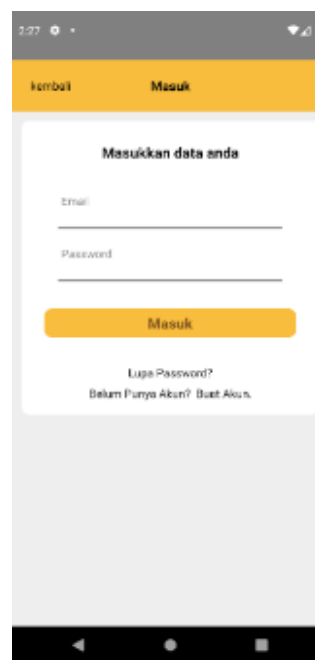 2:27
kembali Masuk
Masukkan data anda
Email
Password
Masuk
Lupa Password?
Belum Punya Akun? Buat Akun.